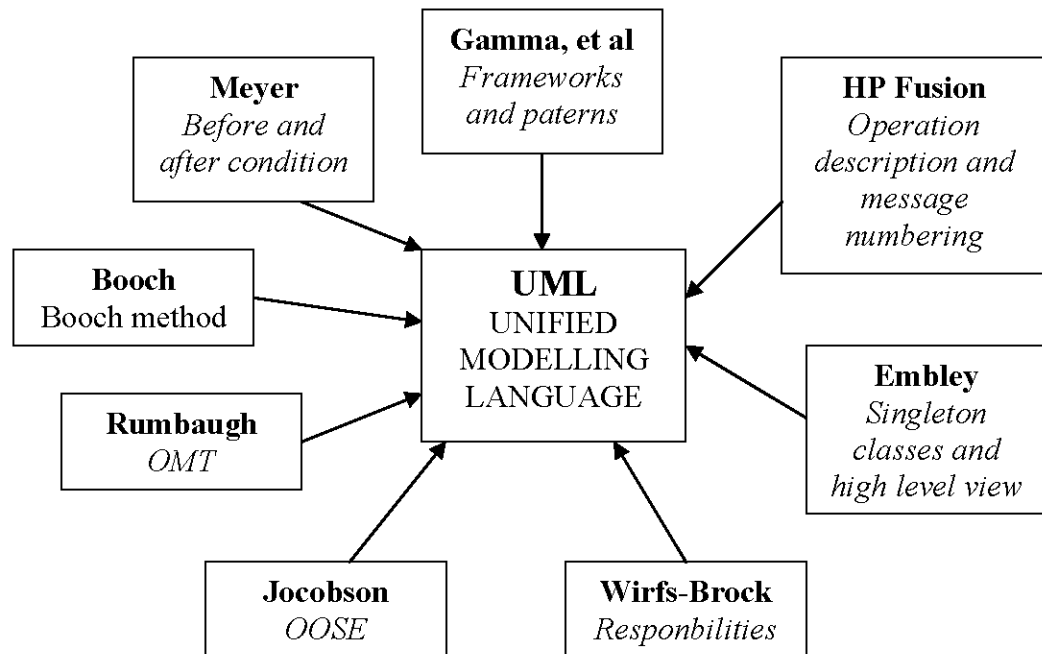 Gamma, et al
Frameworks
and paterns
Meyer
Before and
after condition
HP Fusion
Operation
description and
message
numbering
Booch
Booch method
UML
UNIFIED
MODELLING
LANGUAGE
Embley
Singleton
classes and
high level view
Rumbaugh
OMT
Jocobson
OOSE
Wirfs-Brock
Responbilities